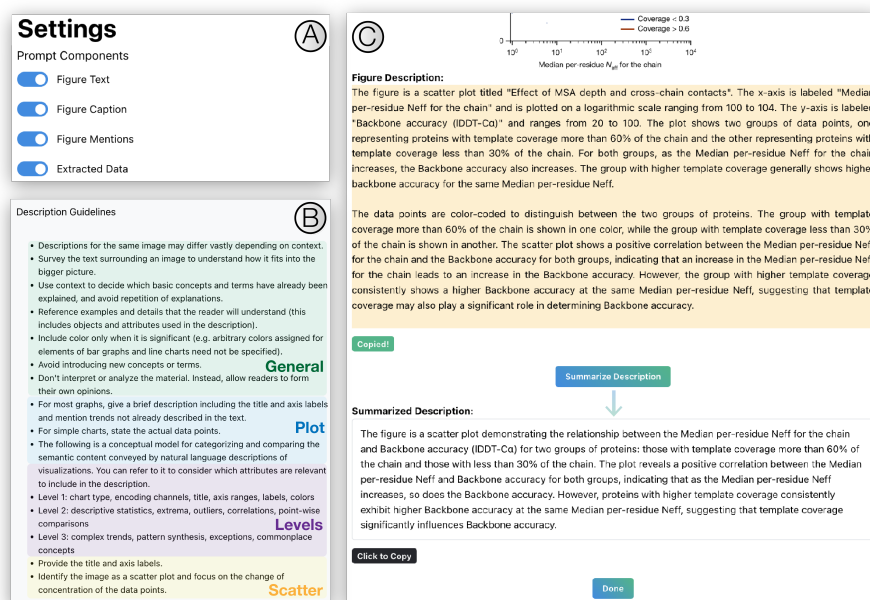 Settings
A
Prompt Components
Figure Text
Figure Caption
Figure Mentions
Extracted Data
Description Guidelines
B
• Descriptions for the same image may differ vastly depending on context.
• Survey the text surrounding an image to understand how it fits into the
bigger picture.
• Use context to decide which basic concepts and terms have already been
explained, and avoid repetition of explanations.
• Reference examples and details that the reader will understand (this
includes objects and attributes used in the description).
• Include color only when it is significant (e.g. arbitrary colors assigned for
elements of bar graphs and line charts need not be specified).
• Avoid introducing new concepts or terms.
General
• Don't interpret or analyze the material. Instead, allow readers to form
their own opinions.
• For most graphs, give a brief description including the title and axis labels
and mention trends not already described in the text.
Plot
• For simple charts, state the actual data points.
• The following is a conceptual model for categorizing and comparing the
semantic content conveyed by natural language descriptions of
visualizations. You can refer to it to consider which attributes are relevant
to include in the description.
• Level 1: chart type, encoding channels, title, axis ranges, labels, colors
• Level 2: descriptive statistics, extrema, outliers, correlations, point-wise
comparisons
Levels
• Level 3: complex trends, pattern synthesis, exceptions, commonplace
concepts
• Provide the title and axis labels.
• Identify the image as a scatter plot and focus on the change of
concentration of the data points.
Scatter
C
Coverage < 0.3
Coverage > 0.6
0
10⁰ 10¹ 10² 10³ 10⁴
Median per-residue Neff for the chain
Figure Description:
The figure is a scatter plot titled "Effect of MSA depth and cross-chain contacts". The x-axis is labeled "Median
per-residue Neff for the chain" and is plotted on a logarithmic scale ranging from 100 to 104. The y-axis is labeled
"Backbone accuracy (IDDT-Cα)" and ranges from 20 to 100. The plot shows two groups of data points, one
representing proteins with template coverage more than 60% of the chain and the other representing proteins with
template coverage less than 30% of the chain. For both groups, as the Median per-residue Neff for the chain
increases, the Backbone accuracy also increases. The group with higher template coverage generally shows higher
backbone accuracy for the same Median per-residue Neff.
The data points are color-coded to distinguish between the two groups of proteins. The group with template
coverage more than 60% of the chain is shown in one color, while the group with template coverage less than 30%
of the chain is shown in another. The scatter plot shows a positive correlation between the Median per-residue Neff
for the chain and the Backbone accuracy for both groups, indicating that an increase in the Median per-residue Neff
for the chain leads to an increase in the Backbone accuracy. However, the group with higher template coverage
consistently shows a higher Backbone accuracy at the same Median per-residue Neff, suggesting that template
coverage may also play a significant role in determining Backbone accuracy.
Copied!
Summarize Description
Summarized Description:
The figure is a scatter plot demonstrating the relationship between the Median per-residue Neff for the chain
and Backbone accuracy (IDDT-Cα) for two groups of proteins: those with template coverage more than 60% of
the chain and those with less than 30% of the chain. The plot reveals a positive correlation between the Median
per-residue Neff and Backbone accuracy for both groups, indicating that as the Median per-residue Neff
increases, so does the Backbone accuracy. However, proteins with higher template coverage consistently
exhibit higher Backbone accuracy at the same Median per-residue Neff, suggesting that template coverage
significantly influences Backbone accuracy.
Click to Copy
Done